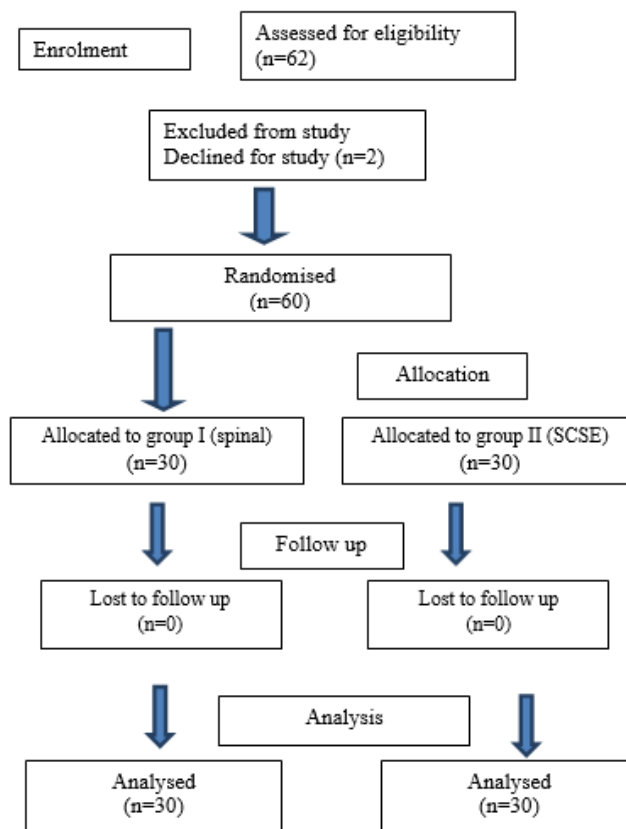 Enrolment
Assessed for eligibility
(n=62)
Excluded from study
Declined for study (n=2)
Randomised
(n=60)
Allocation
Allocated to group I (spinal)
(n=30)
Allocated to group II (SCSE)
(n=30)
Follow up
Lost to follow up
(n=0)
Lost to follow up
(n=0)
Analysis
Analysed
(n=30)
Analysed
(n=30)